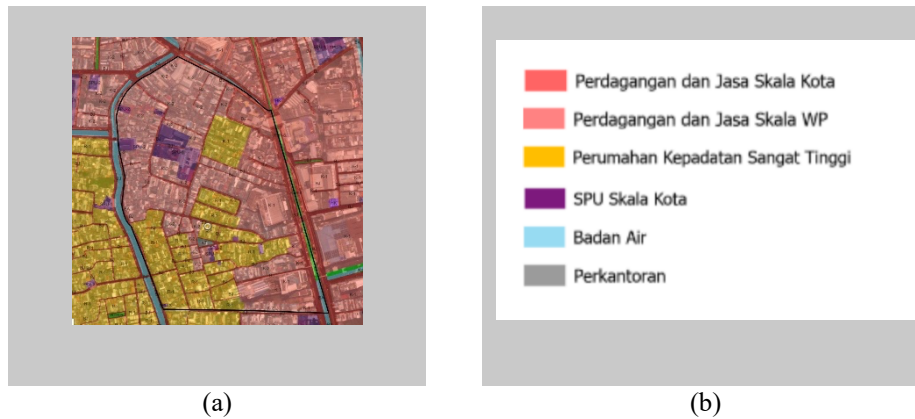 Perdagangan dan Jasa Skala Kota
Perdagangan dan Jasa Skala WP
Perumahan Kepadatan Sangat Tinggi
SPU Skala Kota
Badan Air
Perkantoran
(a)
(b)